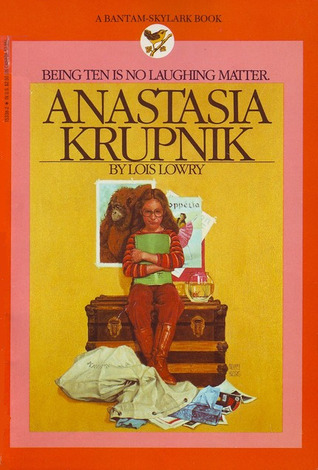 A BANTAM-SKYLARK BOOK
BEING TEN IS NO LAUGHING MATTER.
ANASTASIA
KRUPNIK
BY LOIS LOWRY